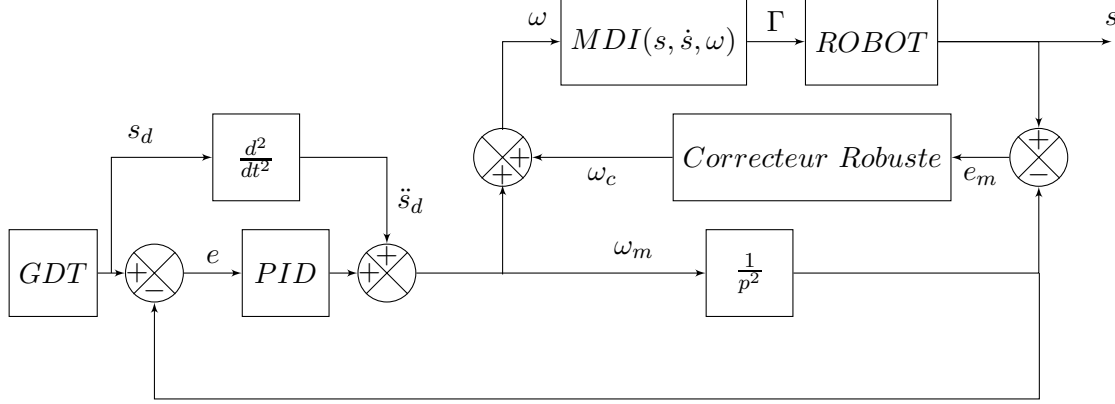 ω
MDI(s, ṡ, ω)
Γ
ROBOT
s
s_d
d²/dt²
+
+
+
Correcteur Robuste
+
−
ω_c
e_m
s̈_d
GDT
+
−
e
PID
+
+
ω_m
1/p²